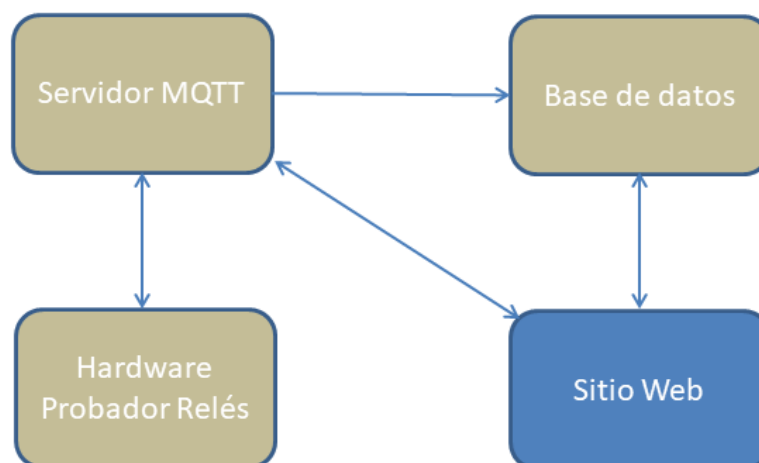 Servidor MQTT
Base de datos
Hardware
Probador Relés
Sitio Web